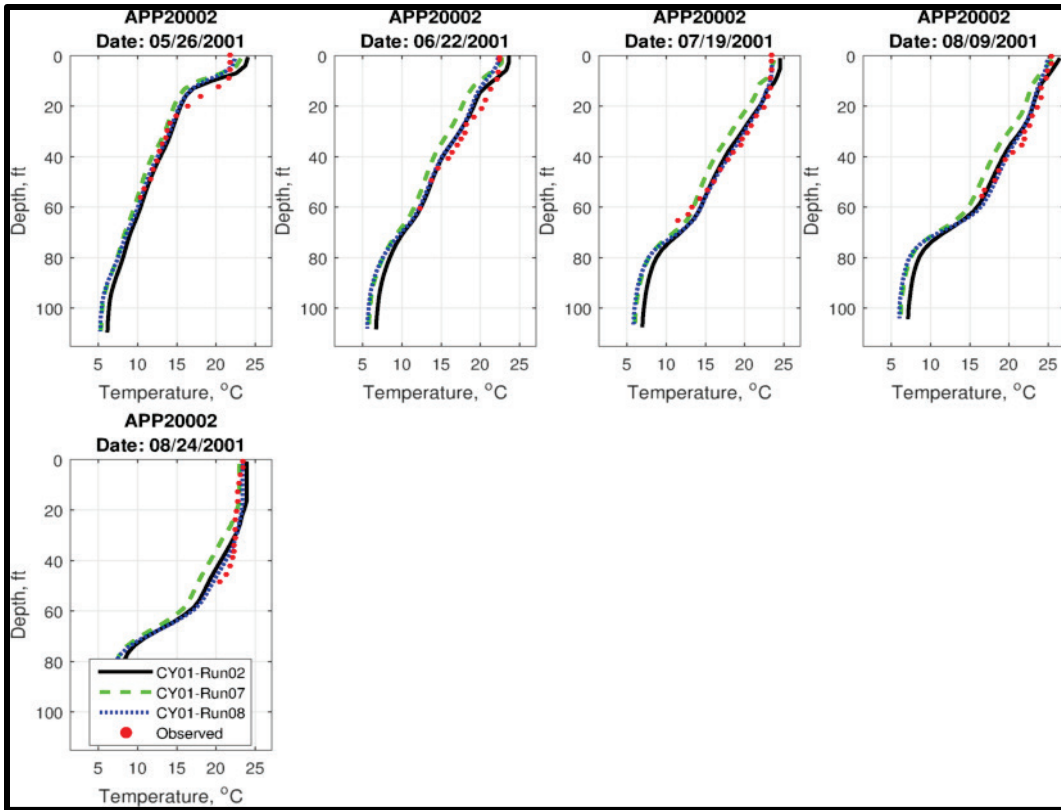 APP20002
Date: 05/26/2001
0
20
40
60
80
100
Depth, ft
5 10 15 20 25
Temperature, °C
APP20002
Date: 06/22/2001
0
20
40
60
80
100
Depth, ft
5 10 15 20 25
Temperature, °C
APP20002
Date: 07/19/2001
0
20
40
60
80
100
Depth, ft
5 10 15 20 25
Temperature, °C
APP20002
Date: 08/09/2001
0
20
40
60
80
100
Depth, ft
5 10 15 20 25
Temperature, °C
APP20002
Date: 08/24/2001
0
20
40
60
80
100
Depth, ft
CY01-Run02
CY01-Run07
CY01-Run08
Observed
5 10 15 20 25
Temperature, °C